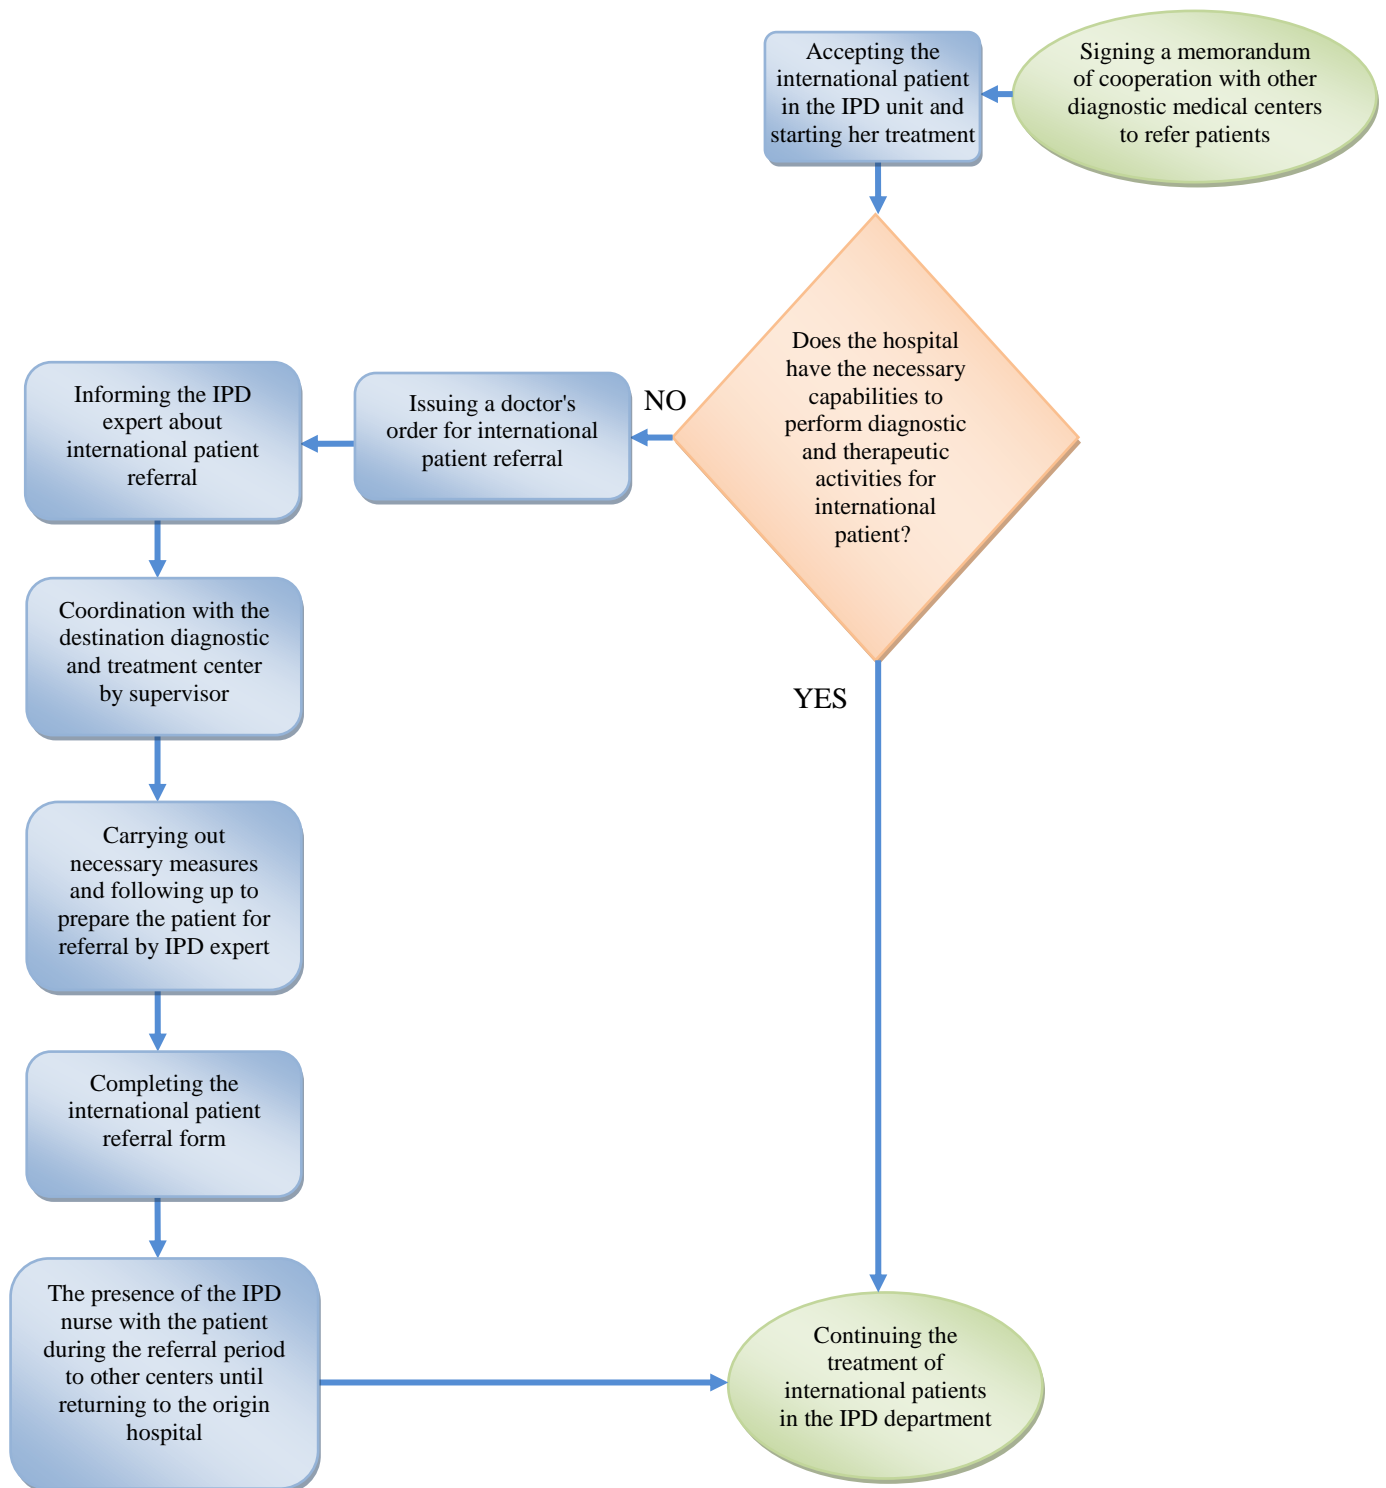 Signing a memorandum
of cooperation with other
diagnostic medical centers
to refer patients
Accepting the
international patient
in the IPD unit and
starting her treatment
Does the hospital
have the necessary
capabilities to
perform diagnostic
and therapeutic
activities for
international
patient?
NO
Issuing a doctor's
order for international
patient referral
Informing the IPD
expert about
international patient
referral
Coordination with the
destination diagnostic
and treatment center
by supervisor
Carrying out
necessary measures
and following up to
prepare the patient for
referral by IPD expert
Completing the
international patient
referral form
The presence of the IPD
nurse with the patient
during the referral period
to other centers until
returning to the origin
hospital
YES
Continuing the
treatment of
international patients
in the IPD department